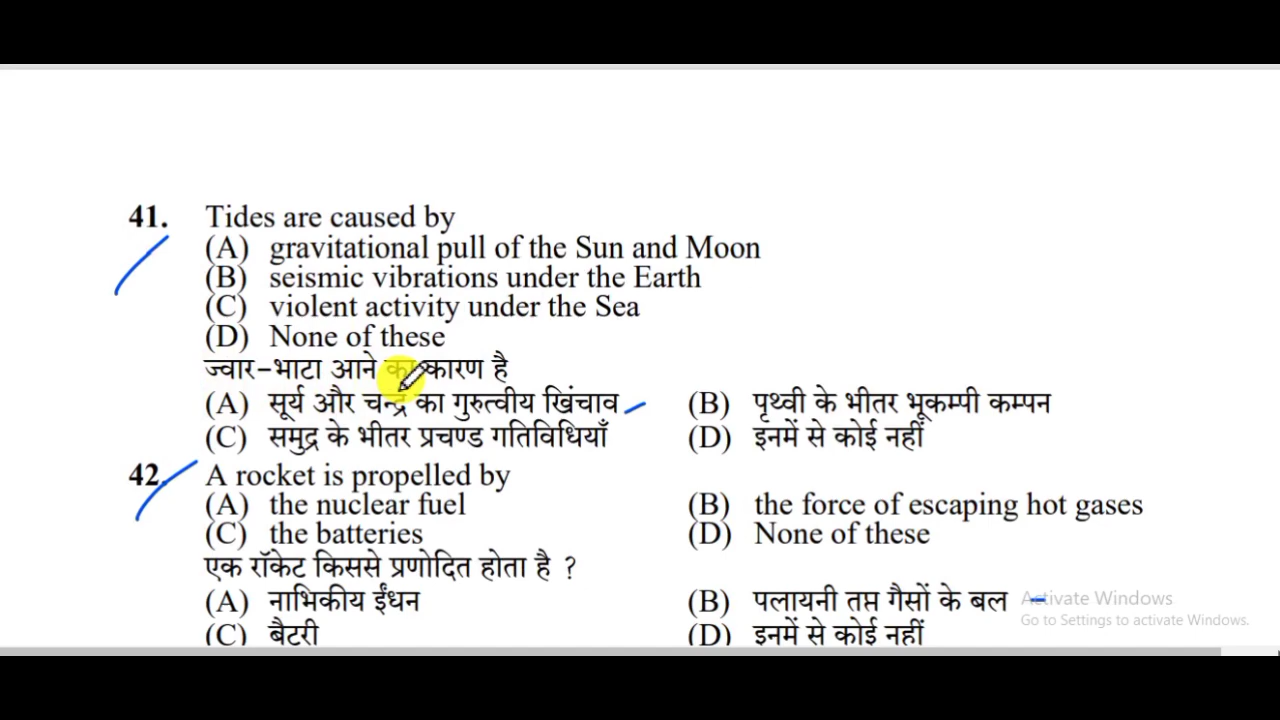 41. Tides are caused by
(A) gravitational pull of the Sun and Moon
(B) seismic vibrations under the Earth
(C) violent activity under the Sea
(D) None of these
ज्वार-भाटा आने का कारण है
(A) सूर्य और चन्द्र का गुरुत्वीय खिंचाव (B) पृथ्वी के भीतर भूकम्पी कम्पन
(C) समुद्र के भीतर प्रचण्ड गतिविधियाँ (D) इनमें से कोई नहीं
42. A rocket is propelled by
(A) the nuclear fuel (B) the force of escaping hot gases
(C) the batteries (D) None of these
एक रॉकेट किससे प्रणोदित होता है ?
(A) नाभिकीय ईंधन (B) पलायनी तप्त गैसों के बल
Activate Windows
Go to Settings to activate Windows.
(C) बैटरी (D) इनमें से कोई नहीं